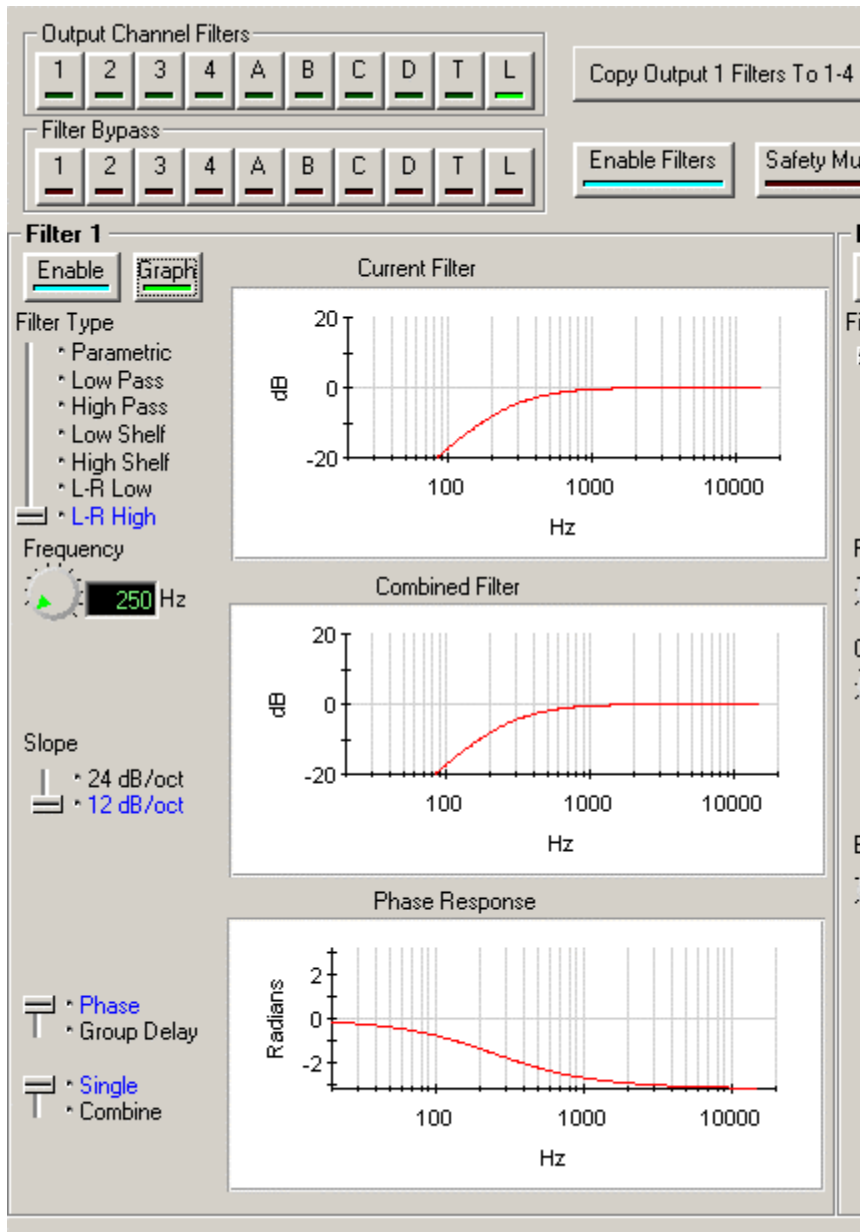 Output Channel Filters
1 2 3 4 A B C D T L
Copy Output 1 Filters To 1-4
Filter Bypass
1 2 3 4 A B C D T L
Enable Filters
Safety Mu
Filter 1
Enable
Graph
Filter Type
Parametric
Low Pass
High Pass
Low Shelf
High Shelf
L-R Low
L-R High
Frequency
250 Hz
Slope
24 dB/oct
12 dB/oct
Phase
Group Delay
Single
Combine
Current Filter
dB
20
0
-20
100 1000 10000
Hz
Combined Filter
dB
20
0
-20
100 1000 10000
Hz
Phase Response
Radians
2
0
-2
100 1000 10000
Hz